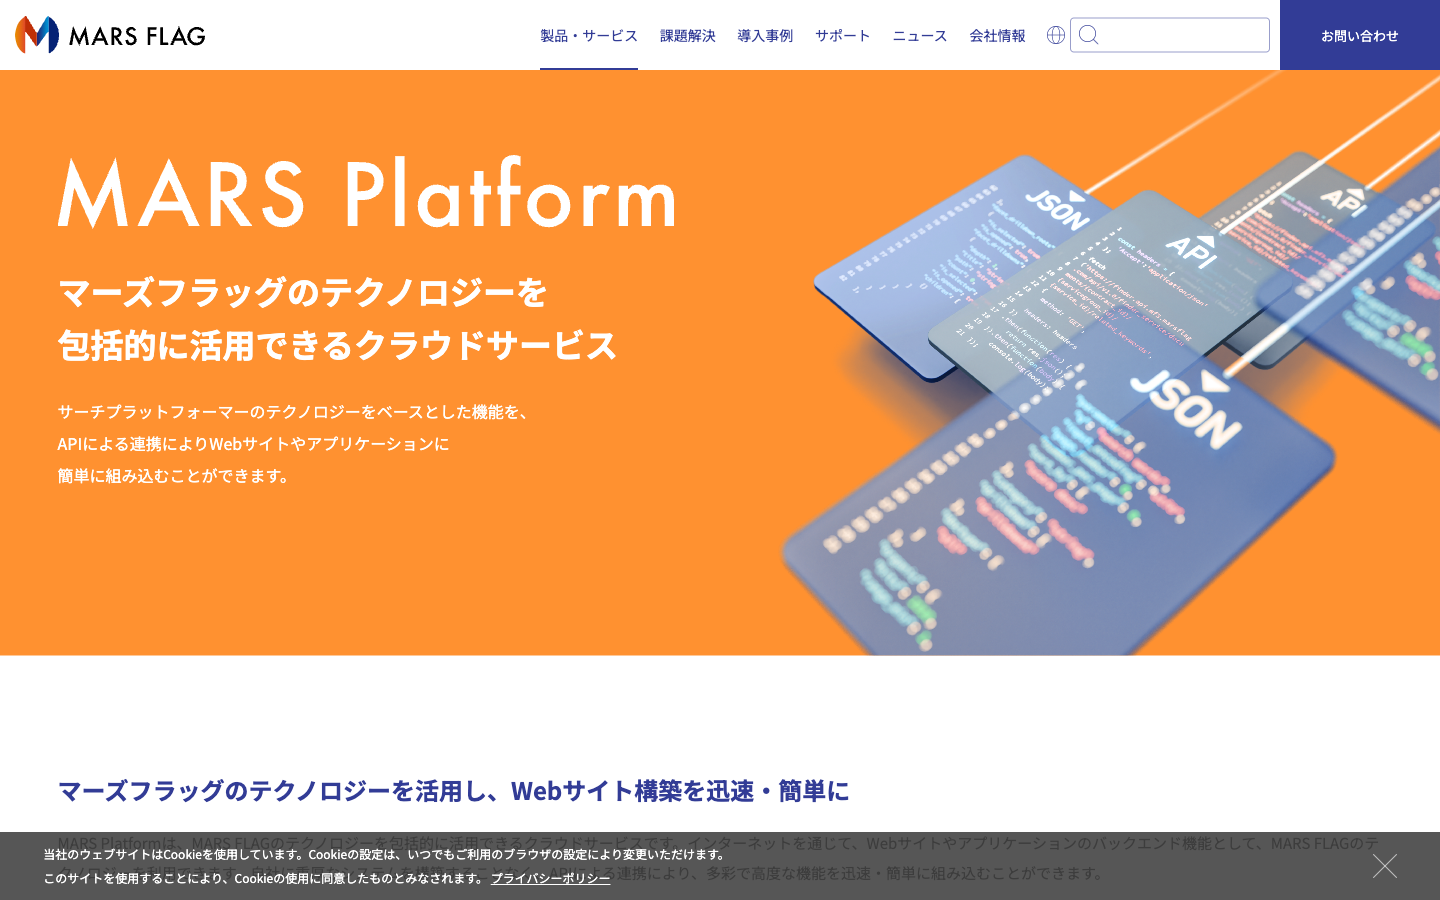 MARS FLAG
製品・サービス 課題解決 導入事例 サポート ニュース 会社情報
お問い合わせ
MARS Platform
マーズフラッグのテクノロジーを
包括的に活用できるクラウドサービス
サーチプラットフォーマーのテクノロジーをベースとした機能を、
APIによる連携によりWebサイトやアプリケーションに
簡単に組み込むことができます。
JSON
API
API
JSON
マーズフラッグのテクノロジーを活用し、Webサイト構築を迅速・簡単に
MARS Platformは、MARS FLAGのテクノロジーを包括的に活用できるクラウドサービスです。インターネットを通じて、Webサイトやアプリケーションのバックエンド機能として、MARS FLAGのテ
による連携により、多彩で高度な機能を迅速・簡単に組み込むことができます。
当社のウェブサイトはCookieを使用しています。Cookieの設定は、いつでもご利用のブラウザの設定により変更いただけます。
このサイトを使用することにより、Cookieの使用に同意したものとみなされます。 プライバシーポリシー